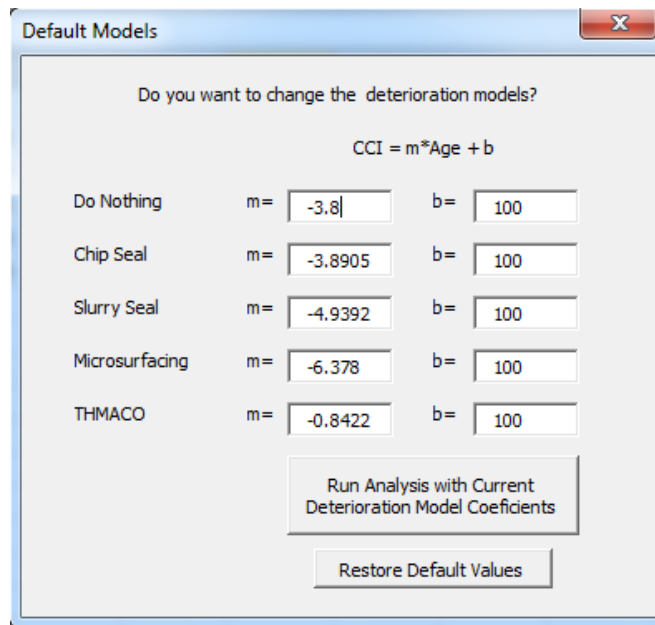 Default Models
Do you want to change the deterioration models?
CCI = m*Age + b
Do Nothing m= -3.8 b= 100
Chip Seal m= -3.8905 b= 100
Slurry Seal m= -4.9392 b= 100
Microsurfacing m= -6.378 b= 100
THMACO m= -0.8422 b= 100
Run Analysis with Current
Deterioration Model Coeficients
Restore Default Values